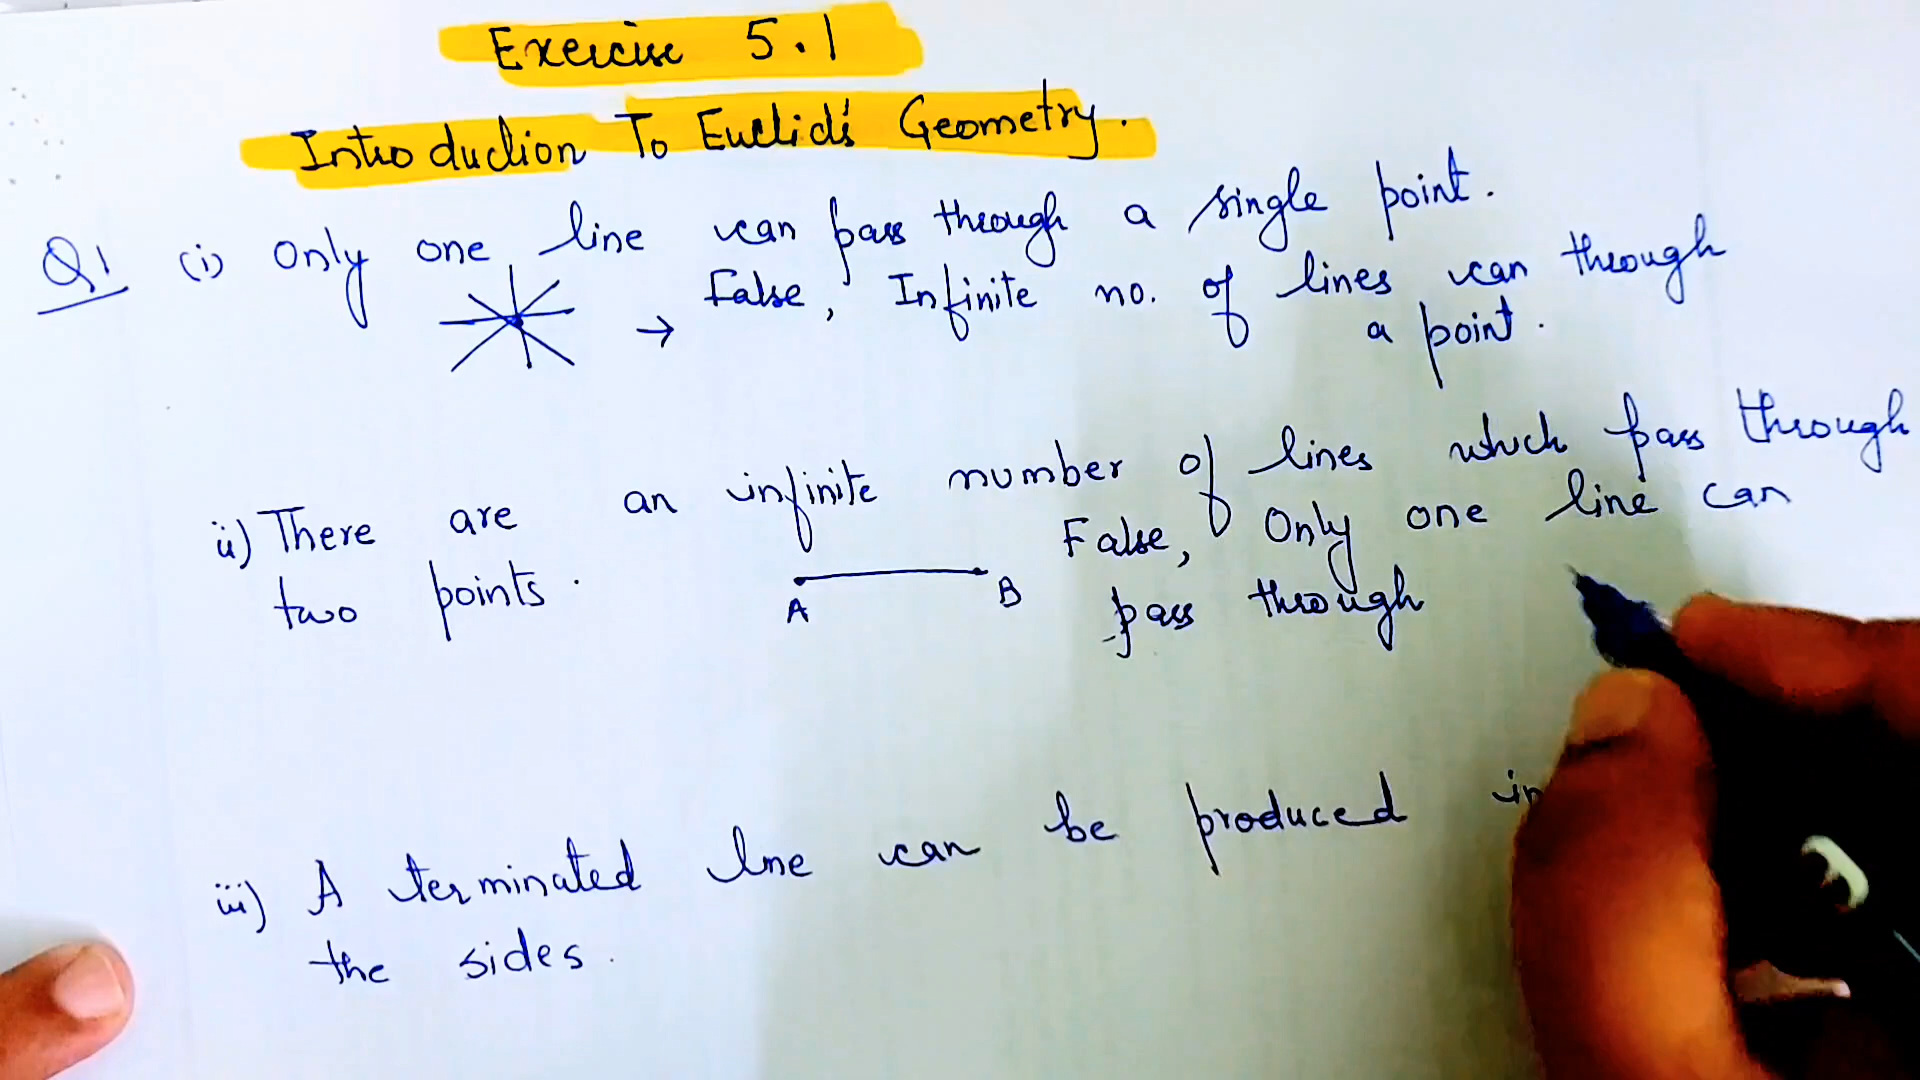 Exercise 5.1
Introduction To Euclid's Geometry.
Q1 (i) Only one line can pass through a single point.
→ False, Infinite no. of lines can through
a point.
ii) There are an infinite number of lines which pass through
two points.
False, Only one line can
pass through
A B
iii) A terminated line can be produced
the sides.